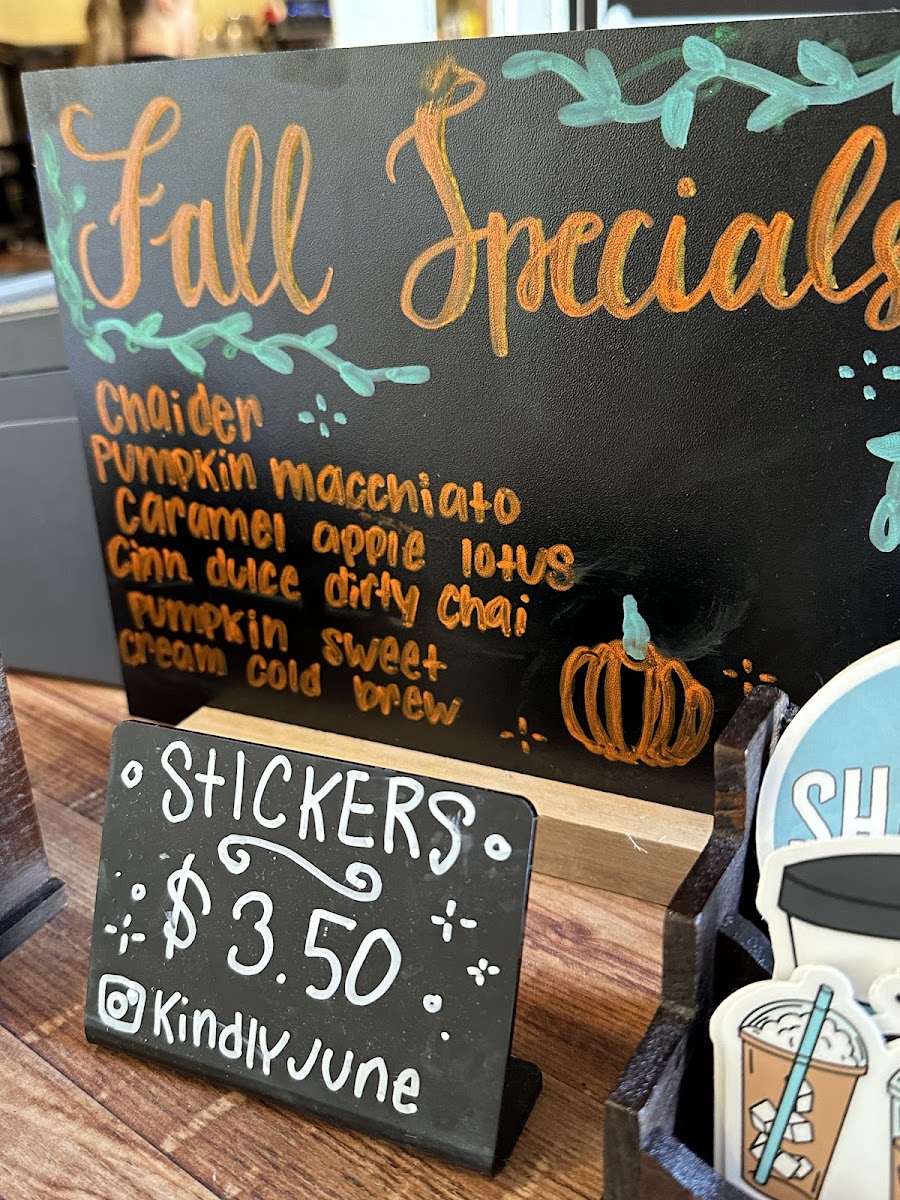 Fall Specials
Chaider
Pumpkin macchiato
Caramel apple lotus
Cinn dulce dirty chai
Pumpkin sweet
cream cold brew
STICKERS
$3.50
KindlyJune
SH